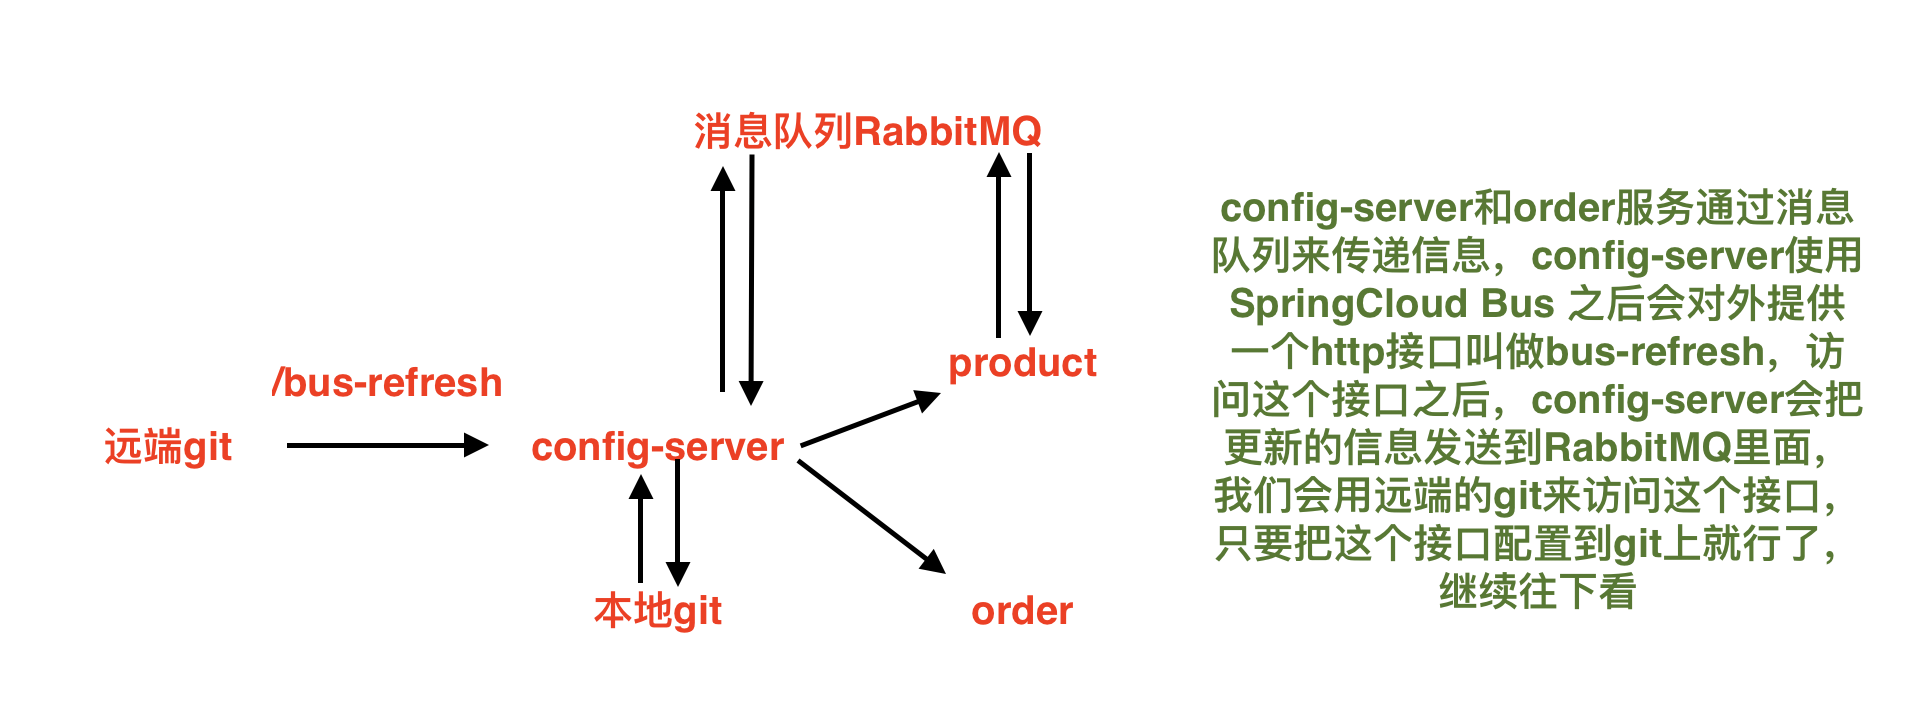 消息队列RabbitMQ
/bus-refresh
product
远端git
config-server
本地git
order
config-server和order服务通过消息
队列来传递信息，config-server使用
SpringCloud Bus 之后会对外提供
一个http接口叫做bus-refresh，访
问这个接口之后，config-server会把
更新的信息发送到RabbitMQ里面，
我们会用远端的git来访问这个接口，
只要把这个接口配置到git上就行了，
继续往下看